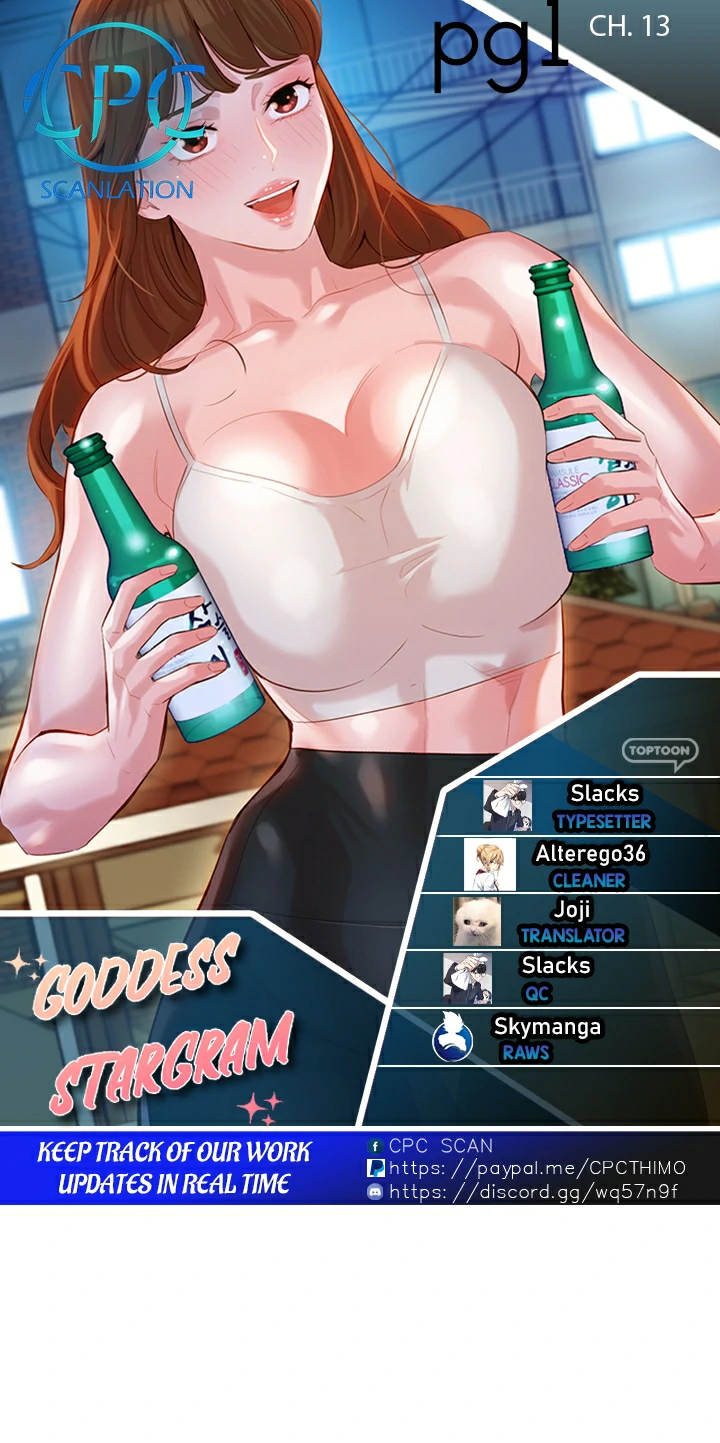 pg1
CH. 13
CPC
SCANLATION
CLASSIC
TOPTOON
Slacks
TYPESETTER
Alterego36
CLEANER
Joji
TRANSLATOR
Slacks
QC
Skymanga
RAWS
GODDESS
STARGRAM
KEEP TRACK OF OUR WORK
UPDATES IN REAL TIME
CPC SCAN
https://paypal.me/CPCTHIMO
https://discord.gg/wq57n9f